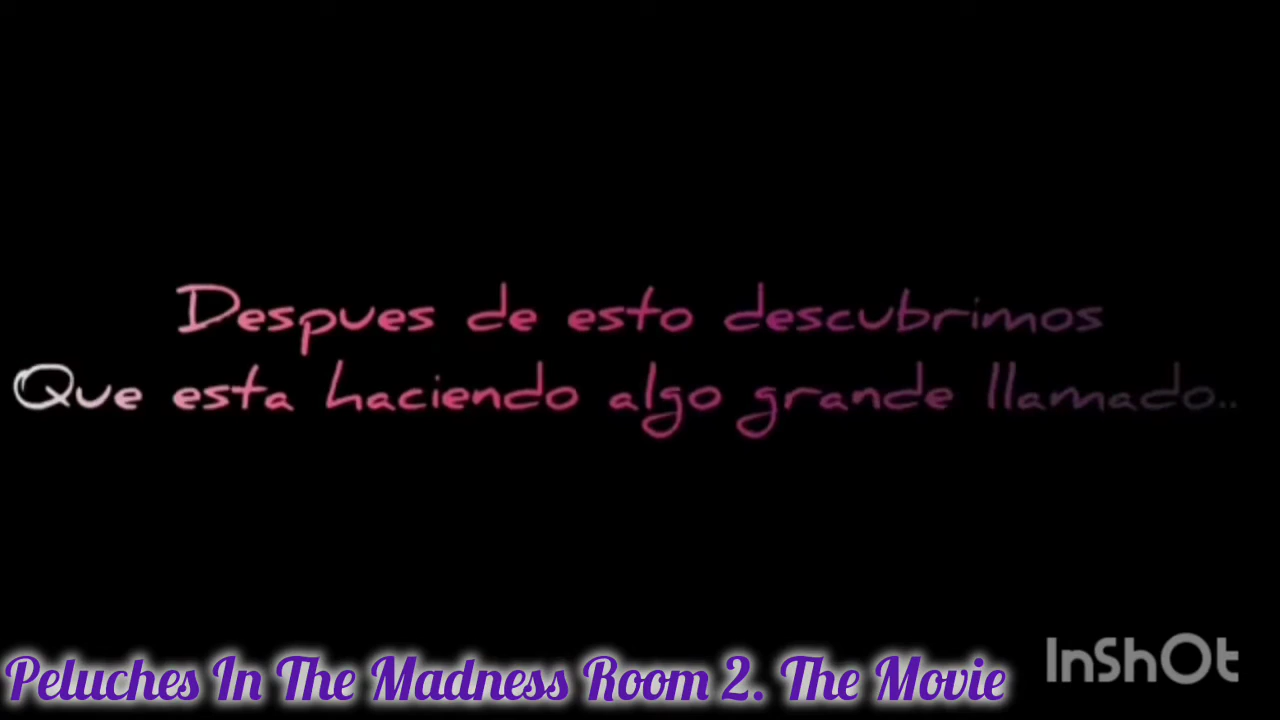 Despues de esto descubrimos
Que esta haciendo algo grande llamado..
Peluches In The Madness Room 2. The Movie
InShOt